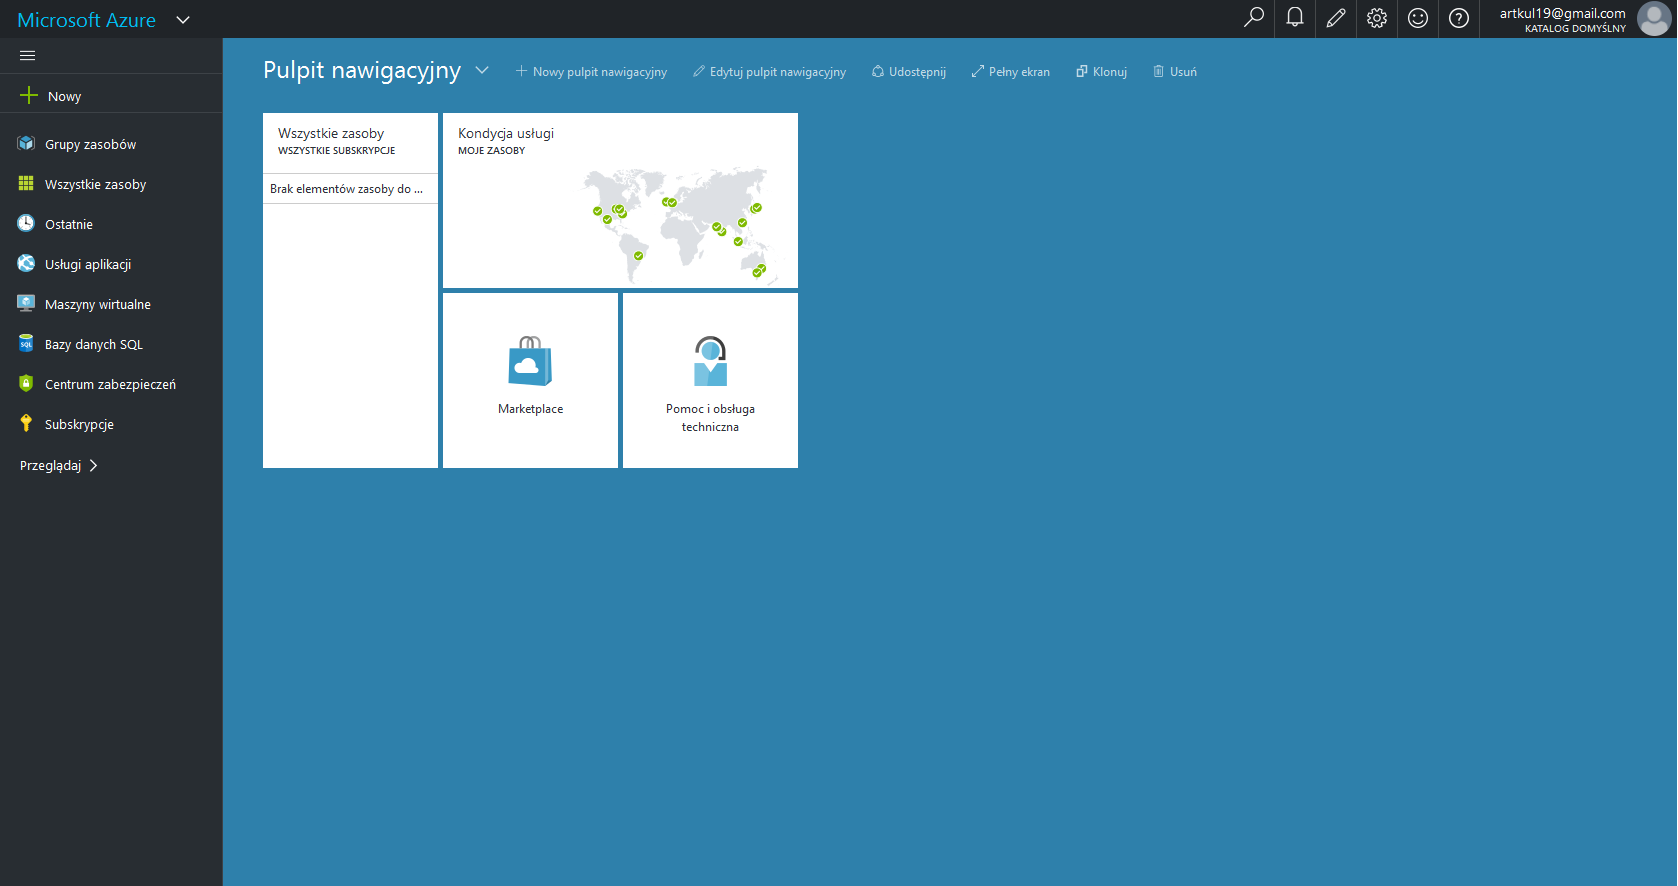 Microsoft Azure
artkul19@gmail.com
KATALOG DOMYŚLNY
Nowy
Grupy zasobów
Wszystkie zasoby
Ostatnie
Usługi aplikacji
Maszyny wirtualne
SQL
Bazy danych SQL
Centrum zabezpieczeń
Subskrypcje
Przeglądaj
Pulpit nawigacyjny
Nowy pulpit nawigacyjny
Edytuj pulpit nawigacyjny
Udostępnij
Pełny ekran
Klonuj
Usuń
Wszystkie zasoby
WSZYSTKIE SUBSKRYPCJE
Brak elementów zasoby do ...
Kondycja usługi
MOJE ZASOBY
Marketplace
Pomoc i obsługa
techniczna